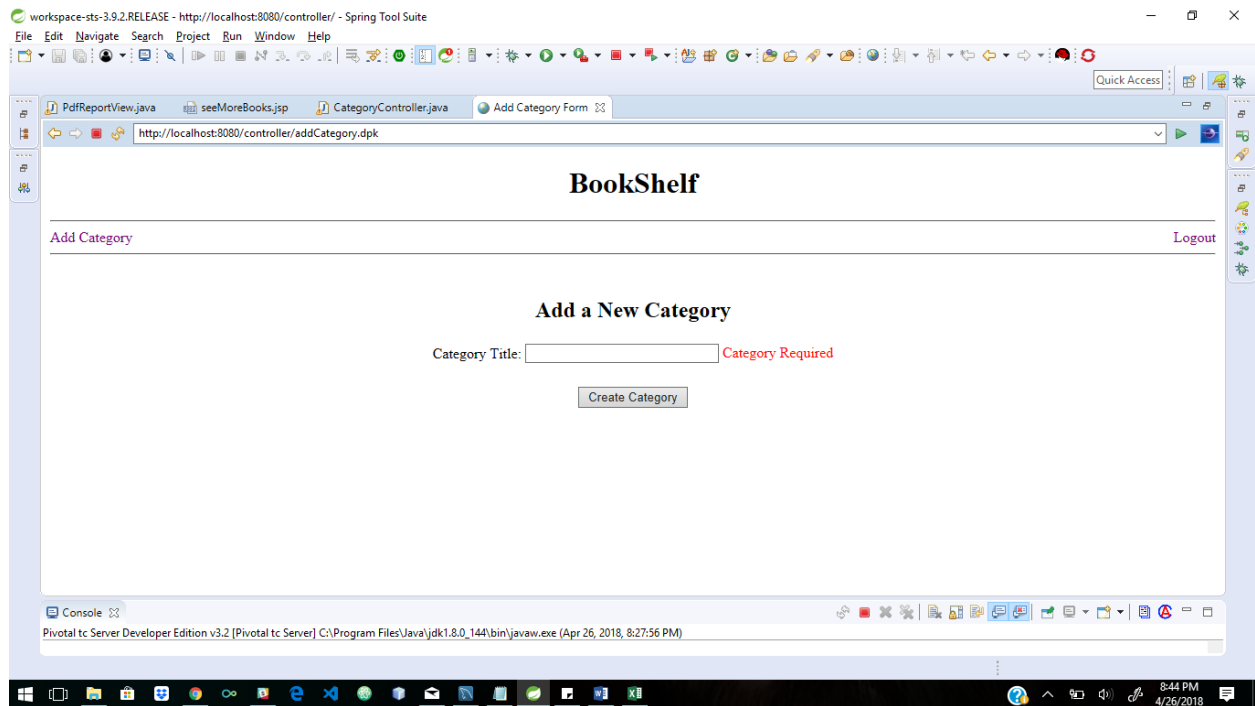 workspace-sts-3.9.2.RELEASE - http://localhost:8080/controller/ - Spring Tool Suite
File Edit Navigate Search Project Run Window Help
Quick Access
PdfReportView.java seeMoreBooks.jsp CategoryController.java Add Category Form
http://localhost:8080/controller/addCategory.dpk
BookShelf
Add Category Logout
Add a New Category
Category Title: Category Required
Create Category
Console
Pivotal tc Server Developer Edition v3.2 [Pivotal tc Server] C:\Program Files\Java\jdk1.8.0_144\bin\javaw.exe (Apr 26, 2018, 8:27:56 PM)
8:44 PM
4/26/2018